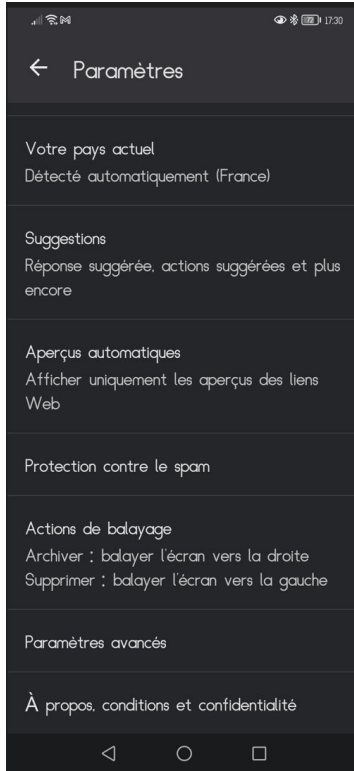 17:30
Paramètres
Votre pays actuel
Détecté automatiquement (France)
Suggestions
Réponse suggérée, actions suggérées et plus
encore
Aperçus automatiques
Afficher uniquement les aperçus des liens
Web
Protection contre le spam
Actions de balayage
Archiver : balayer l'écran vers la droite
Supprimer : balayer l'écran vers la gauche
Paramètres avancés
À propos, conditions et confidentialité